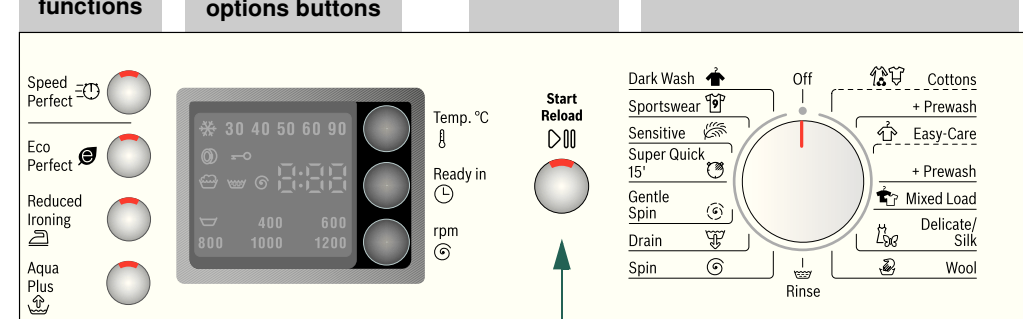 functions
options buttons
Speed
Perfect
Eco
Perfect
Reduced
Ironing
Aqua
Plus
30 40 50 60 90
8:88
400 600
800 1000 1200
Temp. °C
Ready in
rpm
Start
Reload
Dark Wash
Sportswear
9
Sensitive
Super Quick
15'
Gentle
Spin
Drain
Spin
Off
Rinse
Cottons
+ Prewash
Easy-Care
+ Prewash
Mixed Load
Delicate/
Silk
Wool